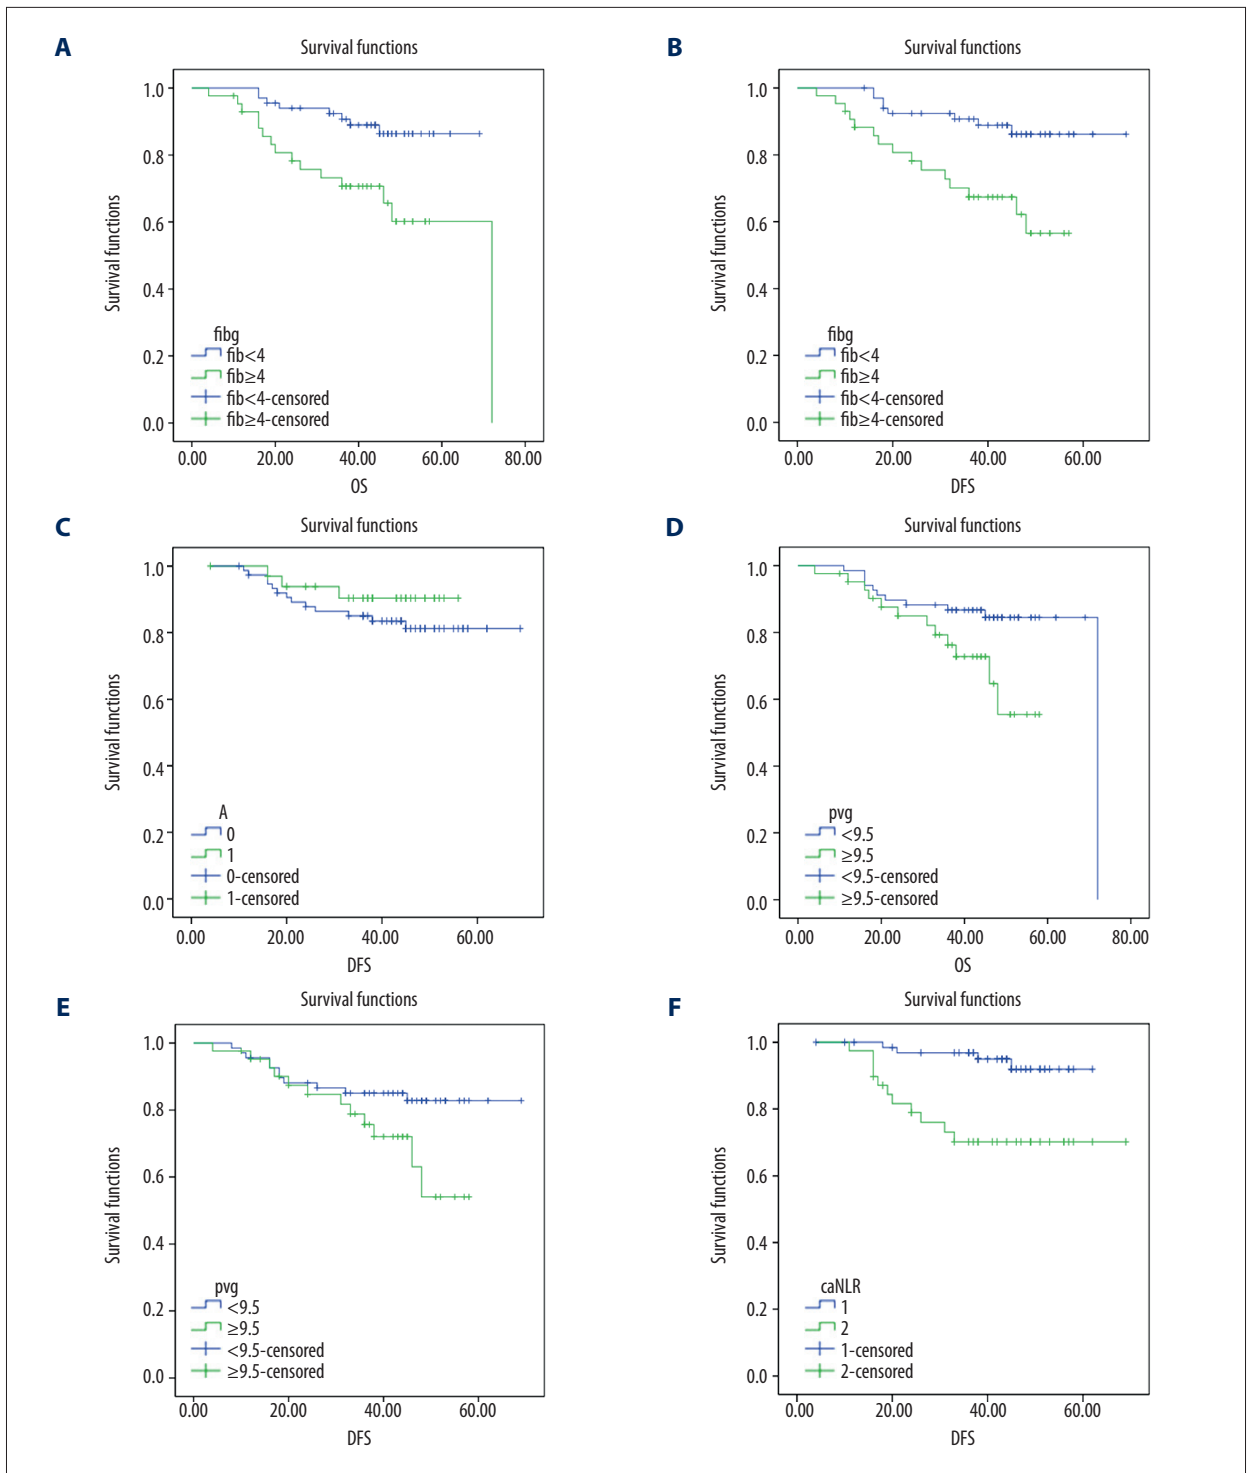 A
Survival functions
Survival functions
1.0
0.8
0.6
0.4
0.2
0.0
fibg
fib<4
fib≥4
fib<4-censored
fib≥4-censored
0.00 20.00 40.00 60.00 80.00
OS
B
Survival functions
Survival functions
1.0
0.8
0.6
0.4
0.2
0.0
fibg
fib<4
fib≥4
fib<4-censored
fib≥4-censored
0.00 20.00 40.00 60.00
DFS
C
Survival functions
Survival functions
1.0
0.8
0.6
0.4
0.2
0.0
A
0
1
0-censored
1-censored
0.00 20.00 40.00 60.00
DFS
D
Survival functions
Survival functions
1.0
0.8
0.6
0.4
0.2
0.0
pvg
<9.5
≥9.5
<9.5-censored
≥9.5-censored
0.00 20.00 40.00 60.00 80.00
OS
E
Survival functions
Survival functions
1.0
0.8
0.6
0.4
0.2
0.0
pvg
<9.5
≥9.5
<9.5-censored
≥9.5-censored
0.00 20.00 40.00 60.00
DFS
F
Survival functions
Survival functions
1.0
0.8
0.6
0.4
0.2
0.0
caNLR
1
2
1-censored
2-censored
0.00 20.00 40.00 60.00
DFS